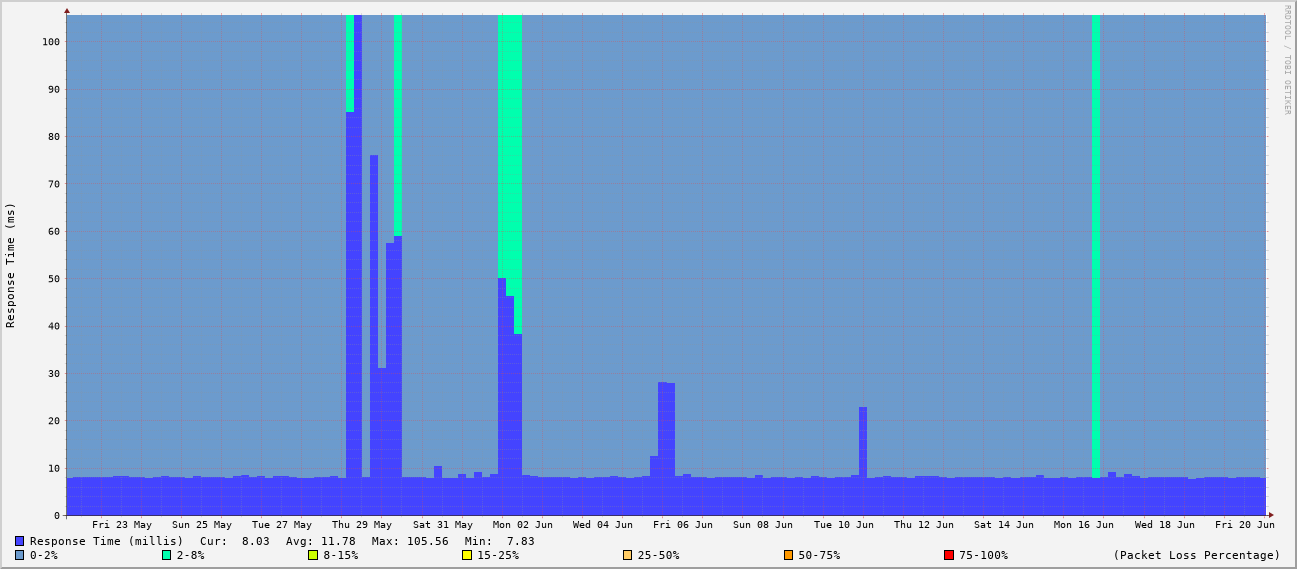 RRDTOOL / TOBI OETIKER
Response Time (ms)
100
90
80
70
60
50
40
30
20
10
0
Fri 23 May Sun 25 May Tue 27 May Thu 29 May Sat 31 May Mon 02 Jun Wed 04 Jun Fri 06 Jun Sun 08 Jun Tue 10 Jun Thu 12 Jun Sat 14 Jun Mon 16 Jun Wed 18 Jun Fri 20 Jun
Response Time (millis) Cur: 8.03 Avg: 11.78 Max: 105.56 Min: 7.83
0-2% 2-8% 8-15% 15-25% 25-50% 50-75% 75-100% (Packet Loss Percentage)